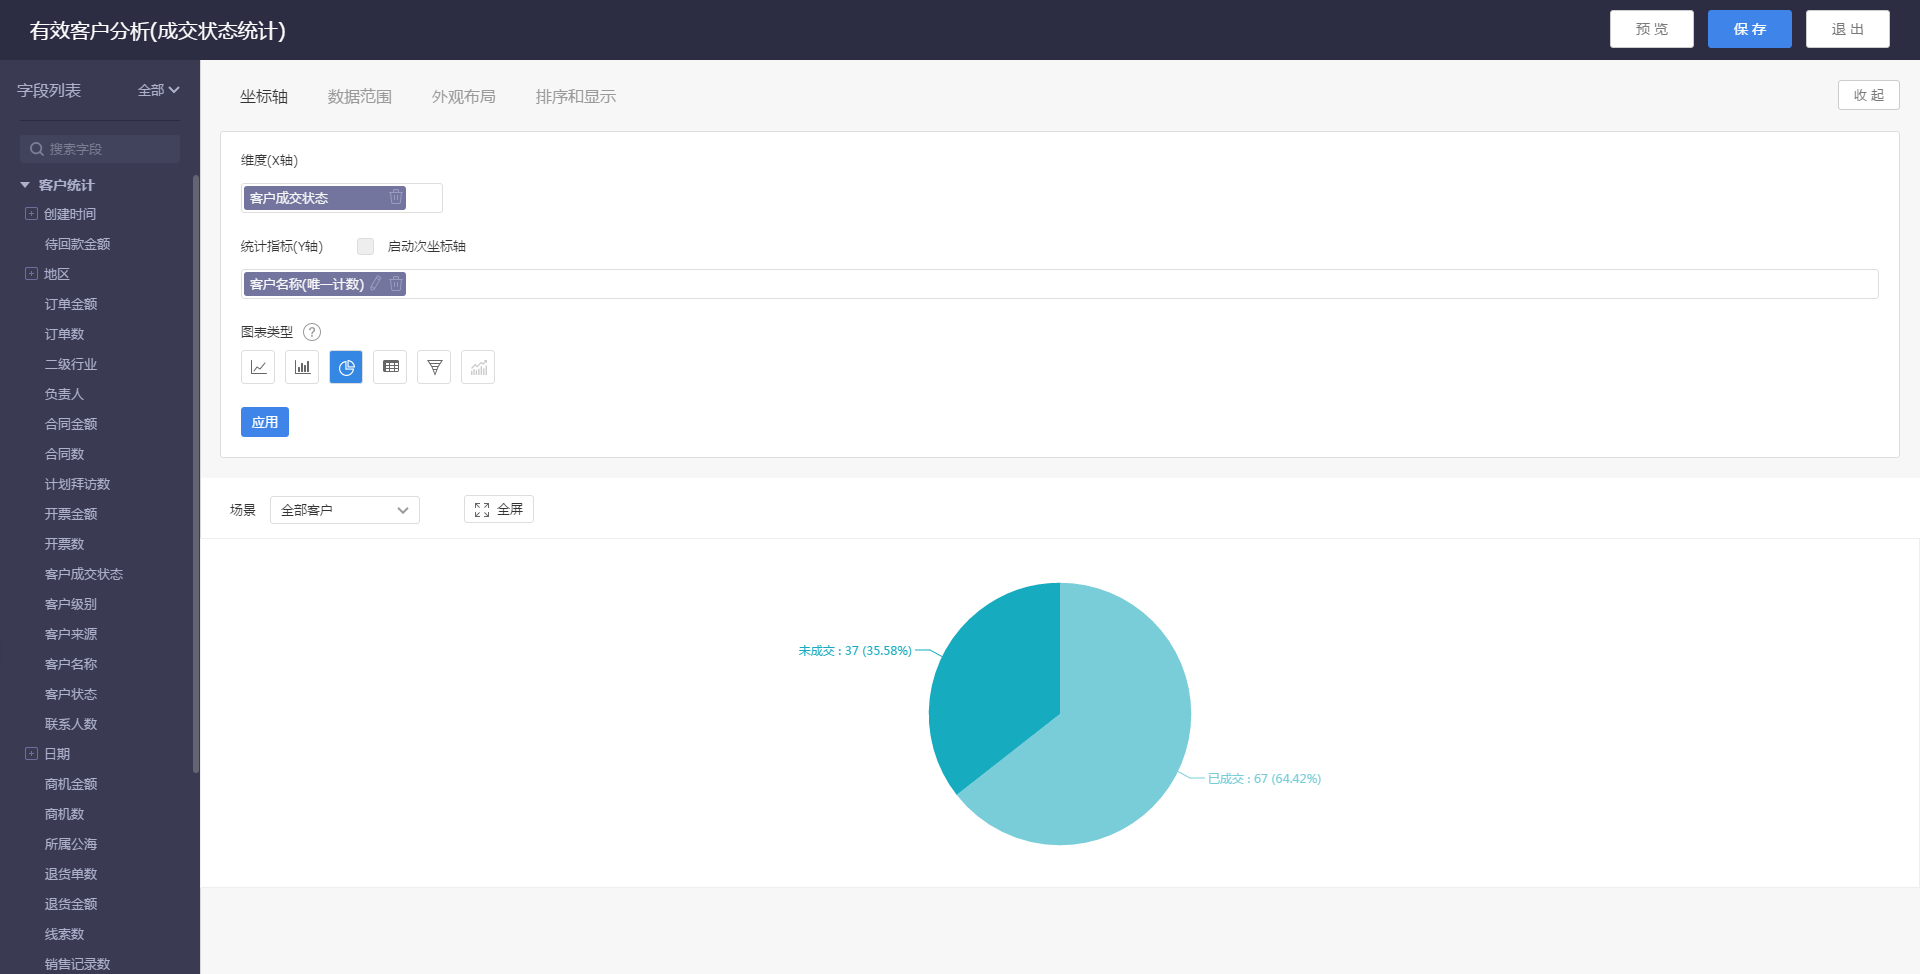 有效客户分析(成交状态统计)
预 览
保 存
退 出
字段列表
全部
搜索字段
客户统计
创建时间
待回款金额
地区
订单金额
订单数
二级行业
负责人
合同金额
合同数
计划拜访数
开票金额
开票数
客户成交状态
客户级别
客户来源
客户名称
客户状态
联系人数
日期
商机金额
商机数
所属公海
退货单数
退货金额
线索数
销售记录数
坐标轴
数据范围
外观布局
排序和显示
收 起
维度(X轴)
客户成交状态
统计指标(Y轴)
启动次坐标轴
客户名称(唯一计数)
图表类型
?
应用
场景
全部客户
全屏
未成交 : 37 (35.58%)
已成交 : 67 (64.42%)